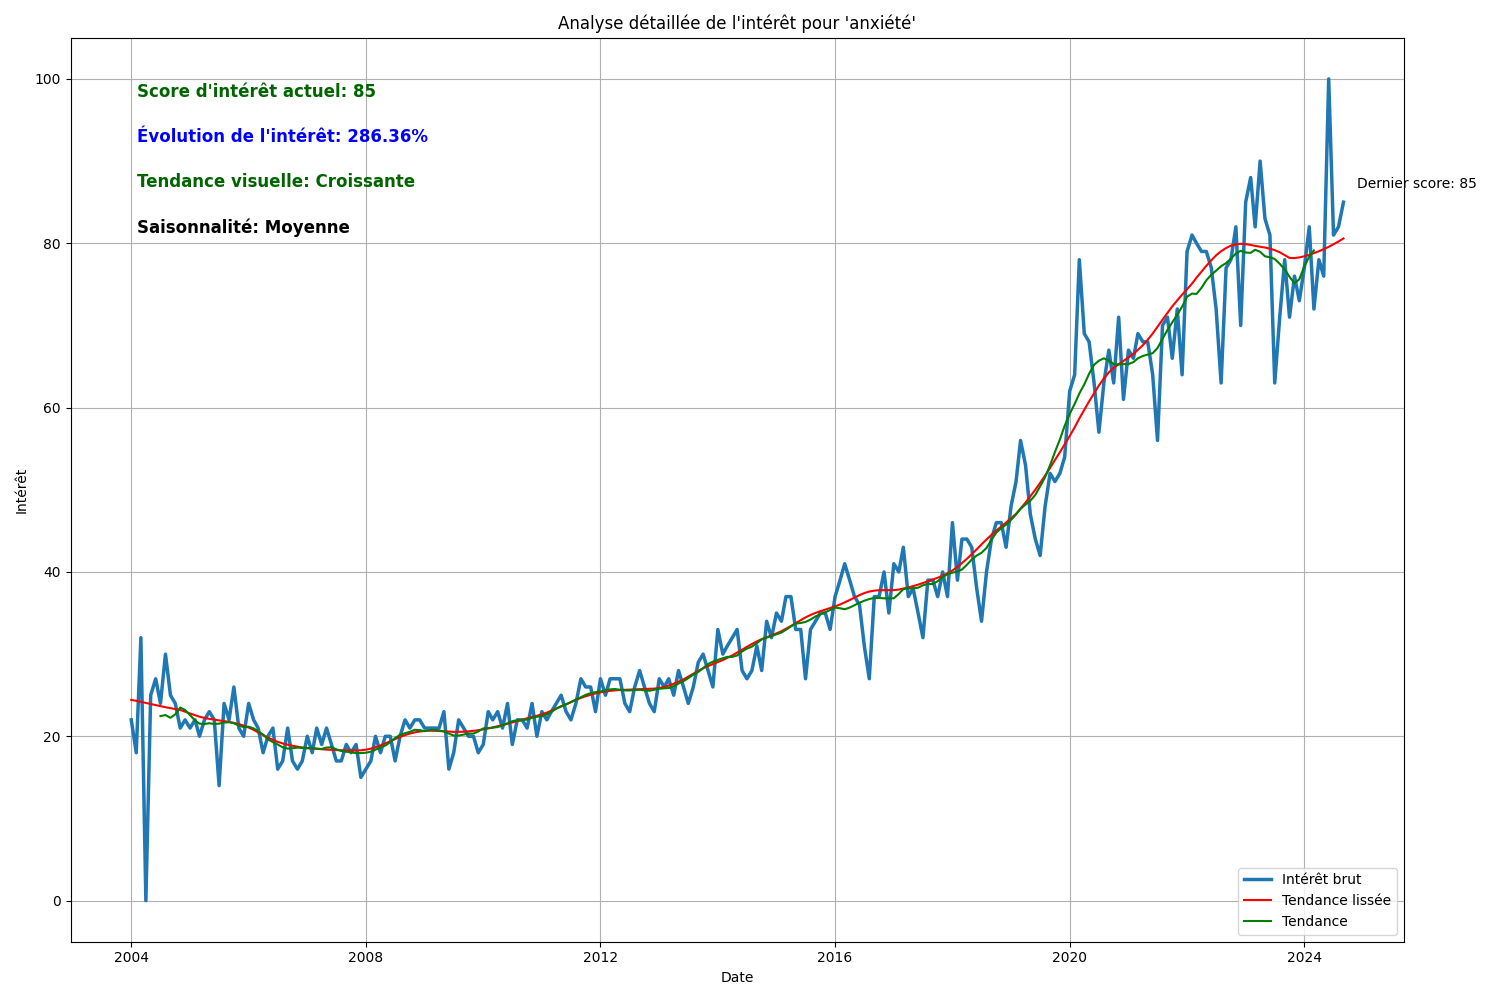 Analyse détaillée de l'intérêt pour 'anxiété'
Score d'intérêt actuel: 85
Évolution de l'intérêt: 286.36%
Tendance visuelle: Croissante
Saisonnalité: Moyenne
Dernier score: 85
100
80
60
40
20
0
Intérêt
2004
2008
2012
2016
2020
2024
Date
Intérêt brut
Tendance lissée
Tendance